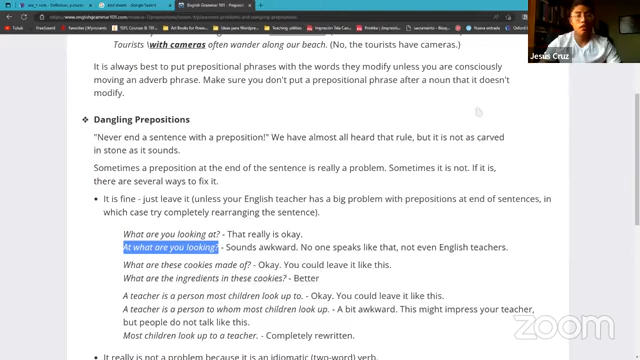 English Grammar 101
Tourists \with cameras often wander along our beach. (No, the tourists have cameras.)
It is always best to put prepositional phrases with the words they modify unless you are consciously
moving an adverb phrase. Make sure you don't put a prepositional phrase after a noun that it doesn't
modify.
Jesus Cruz
❖ Dangling Prepositions
"Never end a sentence with a preposition!" We have almost all heard that rule, but it is not as carved
in stone as it sounds.
Sometimes a preposition at the end of the sentence is really a problem. Sometimes it is not. If it is,
there are several ways to fix it.
• It is fine - just leave it (unless your English teacher has a big problem with prepositions at end of sentences, in
which case try completely rearranging the sentence).
What are you looking at? - That really is okay.
At what are you looking? - Sounds awkward. No one speaks like that, not even English teachers.
What are these cookies made of? - Okay. You could leave it like this.
What are the ingredients in these cookies? - Better
A teacher is a person most children look up to. - Okay. You could leave it like this.
A teacher is a person to whom most children look up. - A bit awkward. This might impress your teacher,
but people do not talk like this.
Most children look up to a teacher. - Completely rewritten.
• It really is not a problem because it is an idiomatic (two-word) verb.
zoom